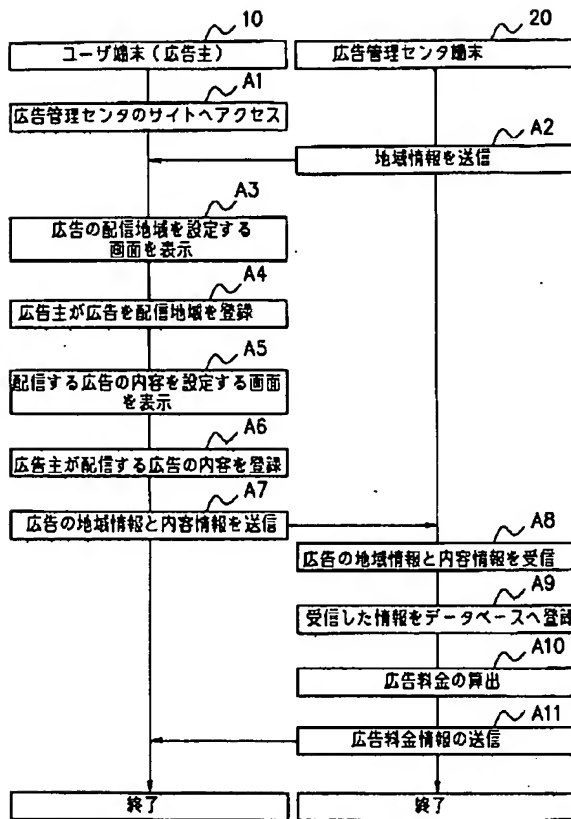 10
20
ユーザ端末(広告主)
広告管理センタ端末
A1
広告管理センタのサイトへアクセス
A2
地域情報を送信
A3
広告の配信地域を設定する
画面を表示
A4
広告主が広告を配信地域を登録
A5
配信する広告の内容を設定する画面
を表示
A6
広告主が配信する広告の内容を登録
A7
広告の地域情報と内容情報を送信
A8
広告の地域情報と内容情報を受信
A9
受信した情報をデータベースへ登録
A10
広告料金の算出
A11
広告料金情報の送信
終了
終了